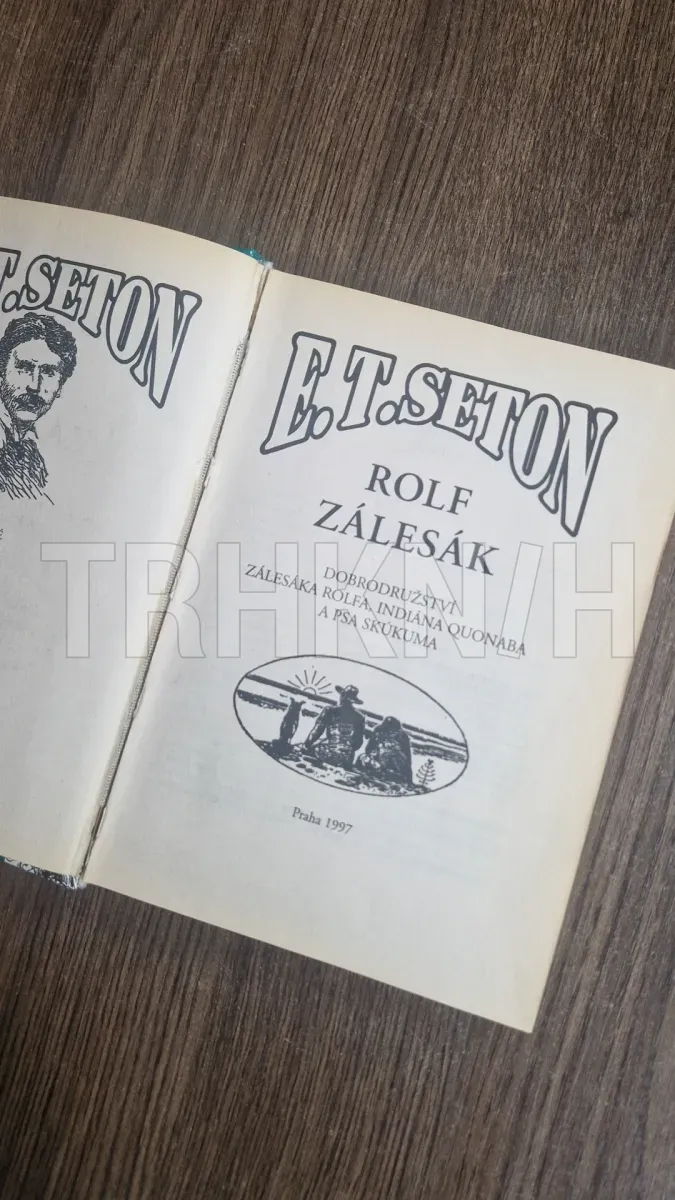 T.SETON
E.T.SETON
ROLF
ZÁLESÁK
DOBRODRUŽSTVÍ
ZÁLESÁKA ROLFA, INDIÁNA QUONABA
A PSA SKUKUMA
Praha 1997
TRHKNIH